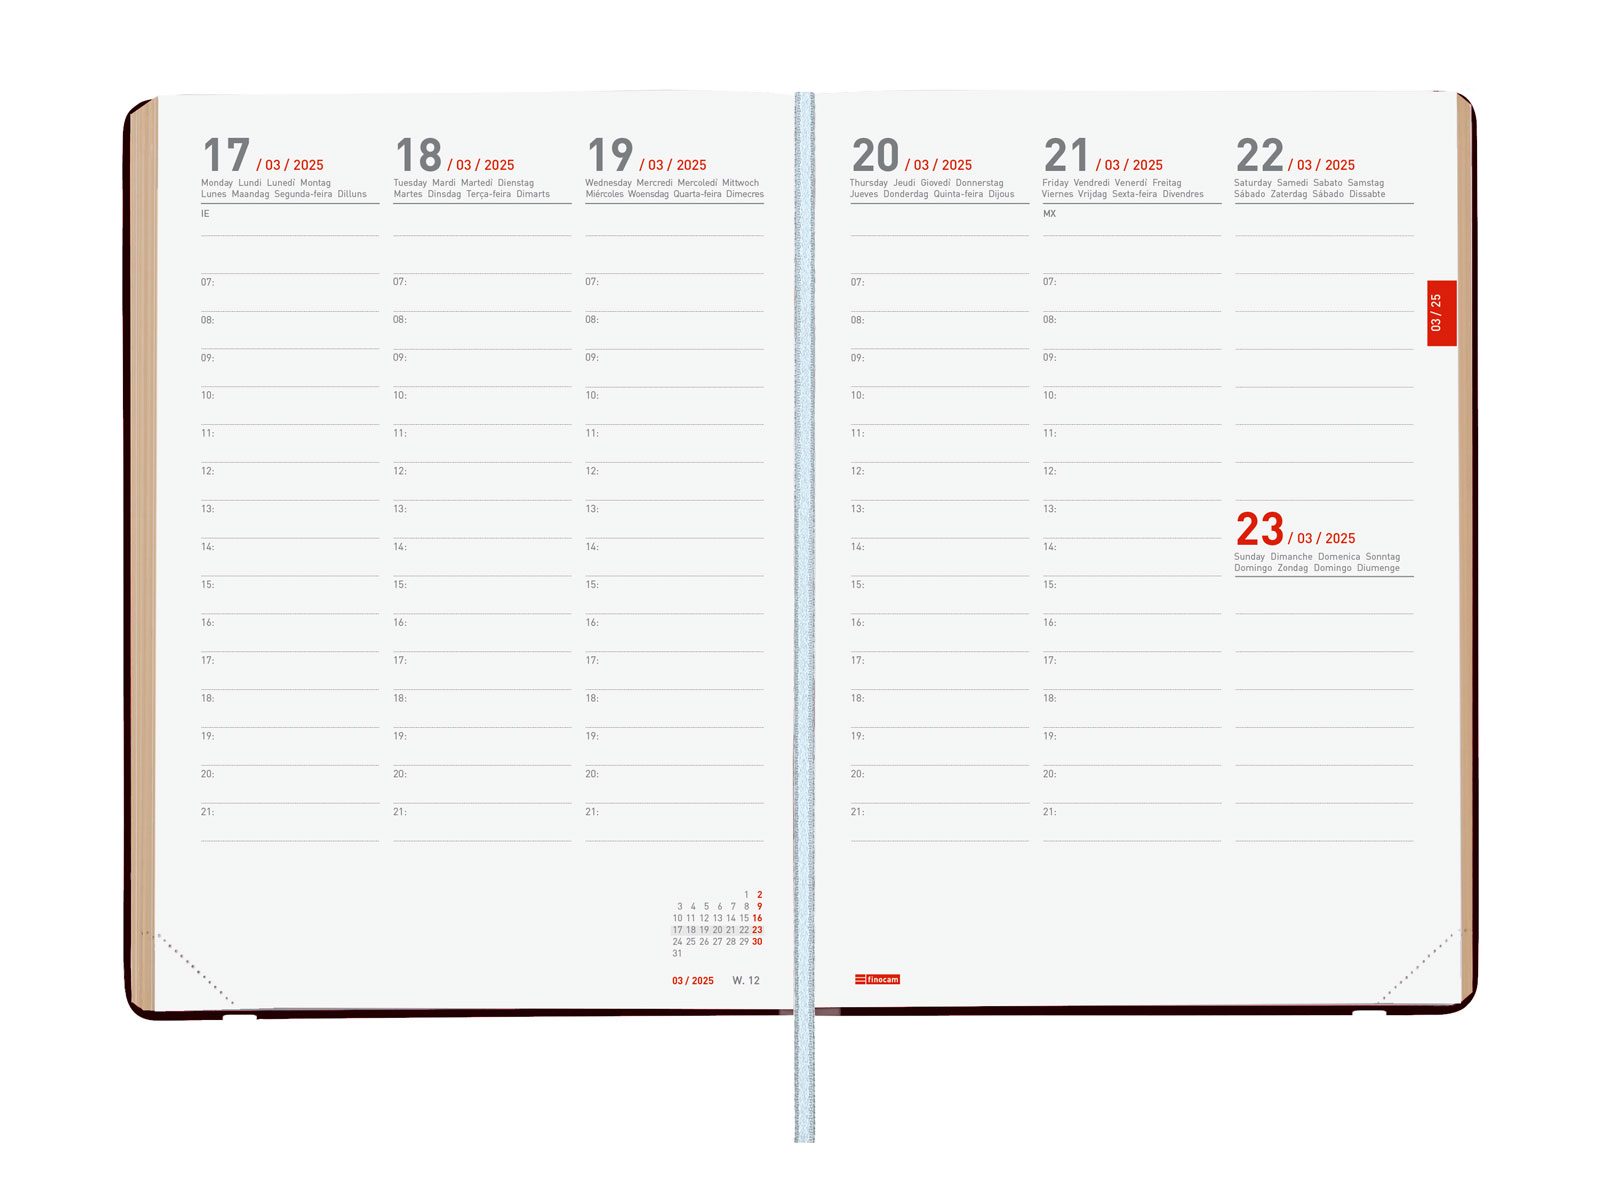 17 / 03 / 2025
Monday Lundi Lunedí Montag
Lunes Maandag Segunda-feira Dilluns
IE
07:
08:
09:
10:
11:
12:
13:
14:
15:
16:
17:
18:
19:
20:
21:
18 / 03 / 2025
Tuesday Mardi Martedí Dienstag
Martes Dinsdag Terça-feira Dimarts
07:
08:
09:
10:
11:
12:
13:
14:
15:
16:
17:
18:
19:
20:
21:
19 / 03 / 2025
Wednesday Mercredi Mercoledí Mittwoch
Miércoles Woensdag Quarta-feira Dimecres
07:
08:
09:
10:
11:
12:
13:
14:
15:
16:
17:
18:
19:
20:
21:
1 2
3 4 5 6 7 8 9
10 11 12 13 14 15 16
17 18 19 20 21 22 23
24 25 26 27 28 29 30
31
03 / 2025 W. 12
20 / 03 / 2025
Thursday Jeudi Giovedí Donnerstag
Jueves Donderdag Quinta-feira Dijous
07:
08:
09:
10:
11:
12:
13:
14:
15:
16:
17:
18:
19:
20:
21:
finocam
21 / 03 / 2025
Friday Vendredi Venerdí Freitag
Viernes Vrijdag Sexta-feira Divendres
MX
07:
08:
09:
10:
11:
12:
13:
14:
15:
16:
17:
18:
19:
20:
21:
22 / 03 / 2025
Saturday Samedi Sabato Samstag
Sábado Zaterdag Sábado Dissabte
23 / 03 / 2025
Sunday Dimanche Domenica Sonntag
Domingo Zondag Domingo Diumenge
03 / 25